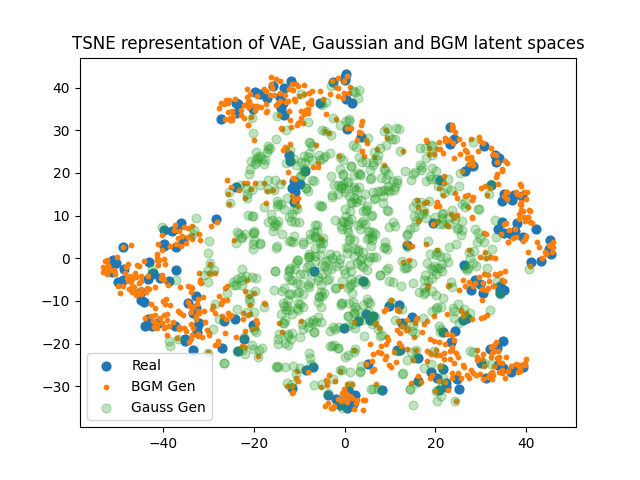 TSNE representation of VAE, Gaussian and BGM latent spaces
40
30
20
10
0
−10
−20
−30
Real
BGM Gen
Gauss Gen
−40 −20 0 20 40